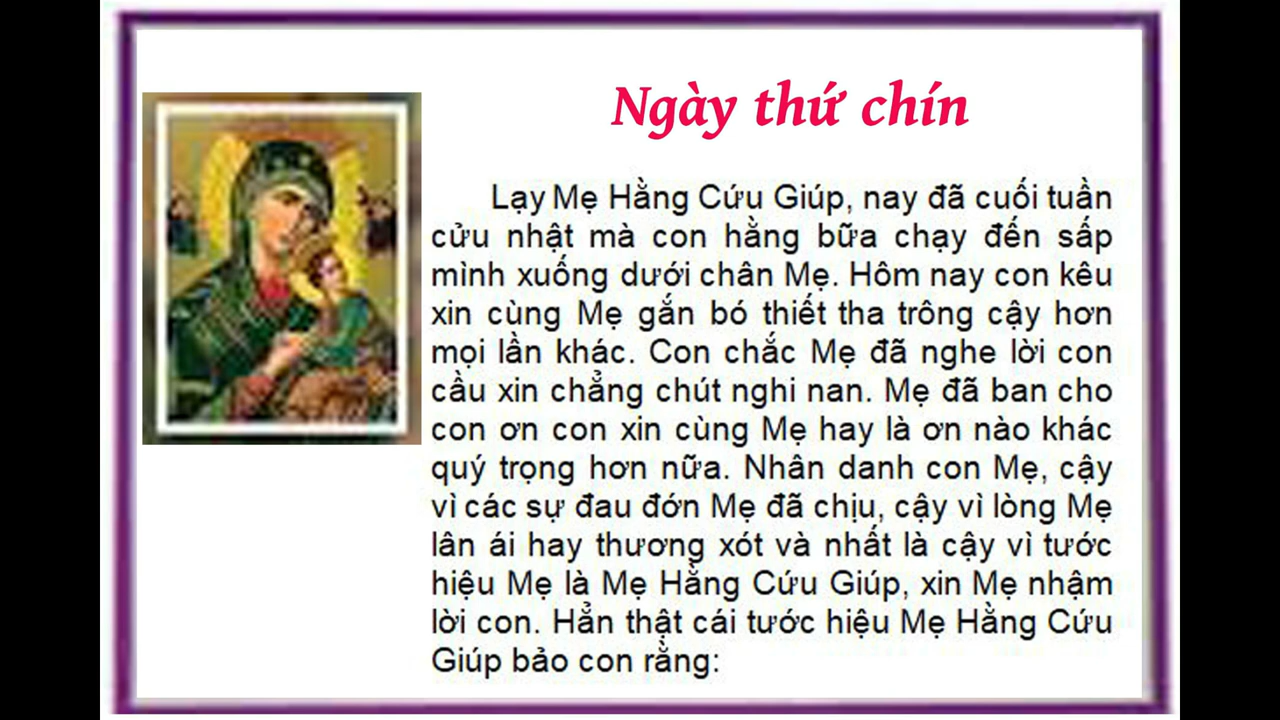 Ngày thứ chín
Lạy Mẹ Hằng Cứu Giúp, nay đã cuối tuần
cửu nhật mà con hằng bữa chạy đến sấp
mình xuống dưới chân Mẹ. Hôm nay con kêu
xin cùng Mẹ gắn bó thiết tha trông cậy hơn
mọi lần khác. Con chắc Mẹ đã nghe lời con
cầu xin chẳng chút nghi nan. Mẹ đã ban cho
con ơn con xin cùng Mẹ hay là ơn nào khác
quý trọng hơn nữa. Nhân danh con Mẹ, cậy
vì các sự đau đớn Mẹ đã chịu, cậy vì lòng Mẹ
lân ái hay thương xót và nhất là cậy vì tước
hiệu Mẹ là Mẹ Hằng Cứu Giúp, xin Mẹ nhậm
lời con. Hẳn thật cái tước hiệu Mẹ Hằng Cứu
Giúp bảo con rằng: